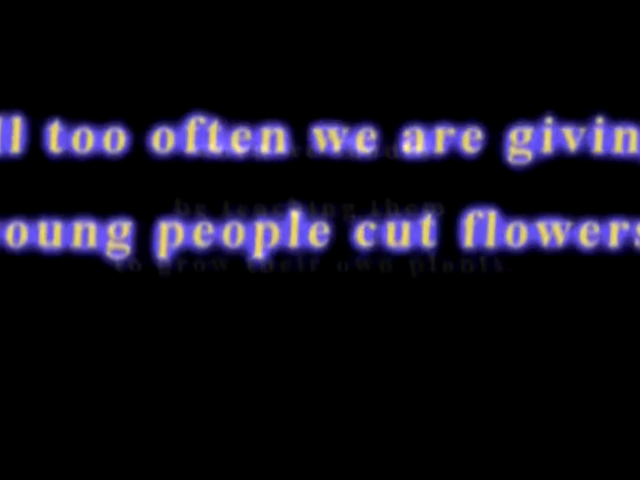 ll too often we are givin
oung people cut flowers
by teaching them
to grow their own plants